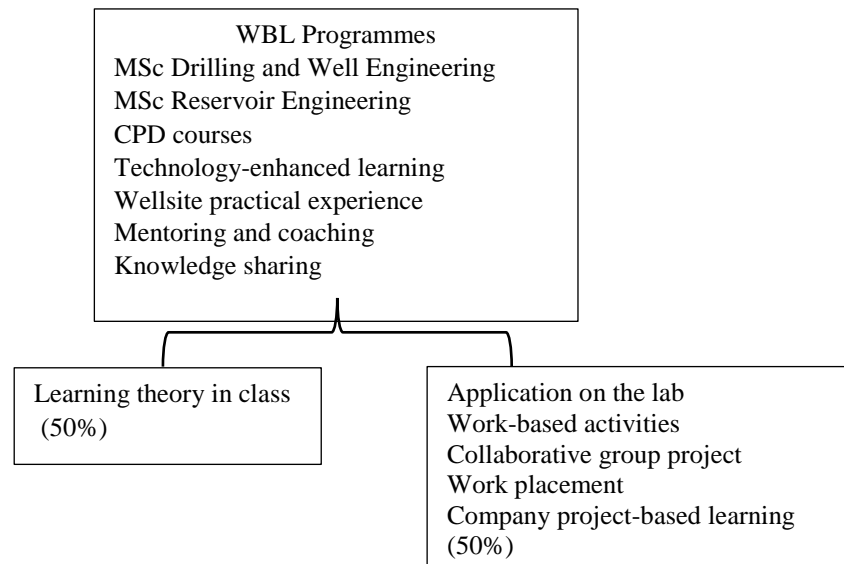 WBL Programmes
MSc Drilling and Well Engineering
MSc Reservoir Engineering
CPD courses
Technology-enhanced learning
Wellsite practical experience
Mentoring and coaching
Knowledge sharing
Learning theory in class
(50%)
Application on the lab
Work-based activities
Collaborative group project
Work placement
Company project-based learning
(50%)